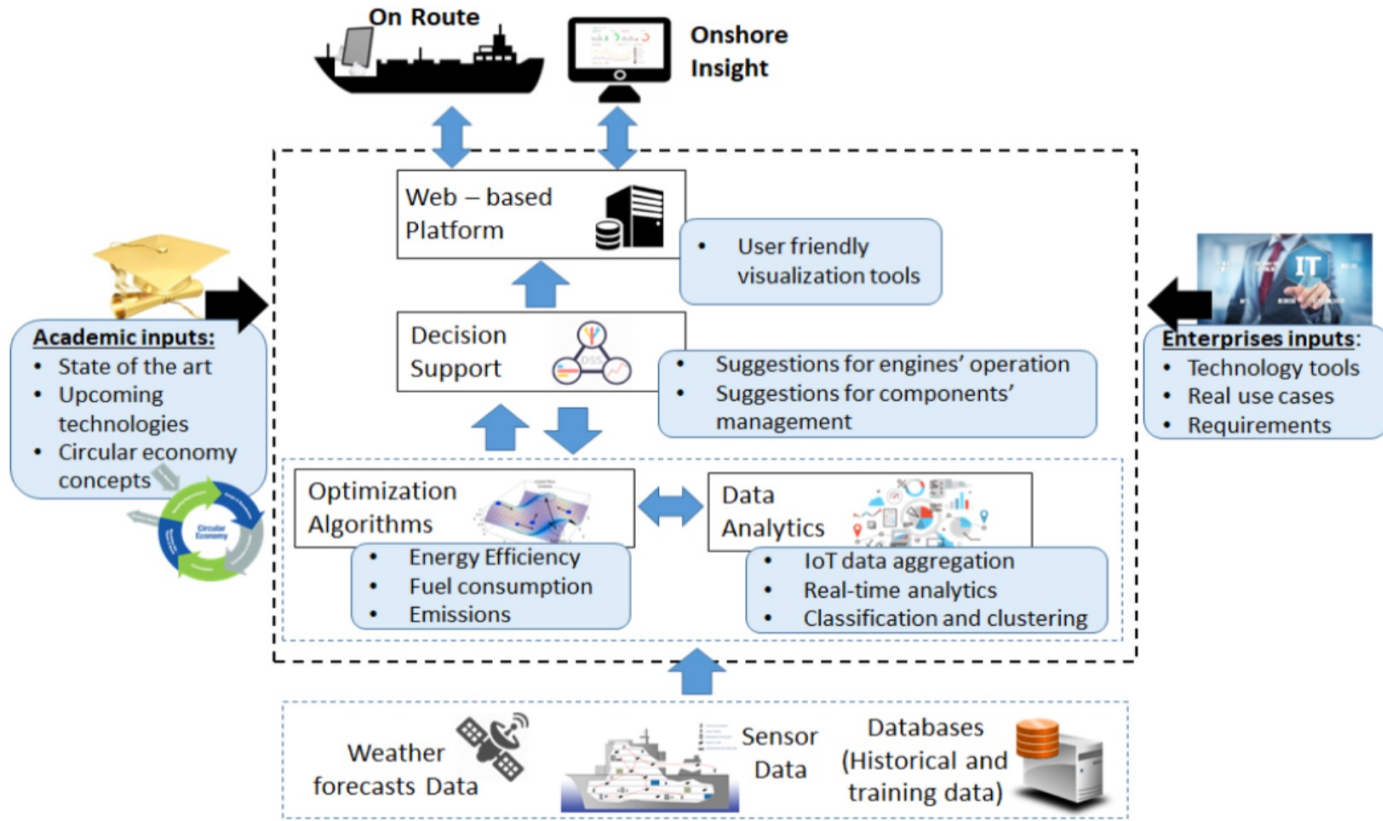 On Route
Onshore
Insight
Web – based
Platform
• User friendly
visualization tools
IT
Academic inputs:
• State of the art
• Upcoming
technologies
• Circular economy
concepts
Circular
Economy
Decision
Support
DSS
• Suggestions for engines’ operation
• Suggestions for components’
management
Enterprises inputs:
• Technology tools
• Real use cases
• Requirements
Optimization
Algorithms
• Energy Efficiency
• Fuel consumption
• Emissions
Data
Analytics
• IoT data aggregation
• Real-time analytics
• Classification and clustering
Weather
forecasts Data
Sensor
Data
Databases
(Historical and
training data)